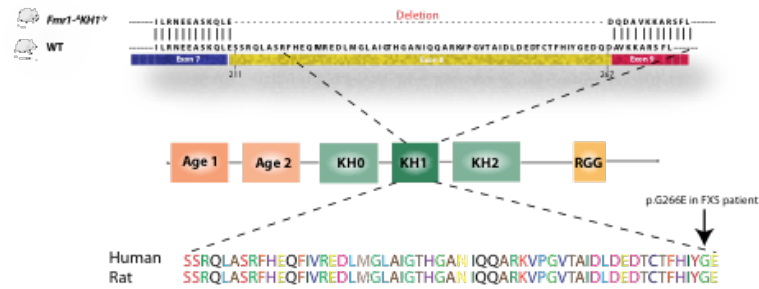 Deletion
Fmr1-ΔKH1 ILRNEEASKQLE DQDAVKKARSFL
WT ILRNEEASKQLESSRQLASRFHEQFIVREDLMGLAIGTHGANIQQARKVPGVTAIDLDEDTCTFHIYGEDQDAVKKARSFL
Exon 7 Exon 8 Exon 9
211 262
Age 1 Age 2 KH0 KH1 KH2 RGG
p.G266E in FXS patient
Human SSRQLASRFHEQFIVREDLMGLAIGTHGANIQQARKVPGVTAIDLDEDTCTFHIYGE
Rat SSRQLASRFHEQFIVREDLMGLAIGTHGANIQQARKVPGVTAIDLDEDTCTFHIYGE